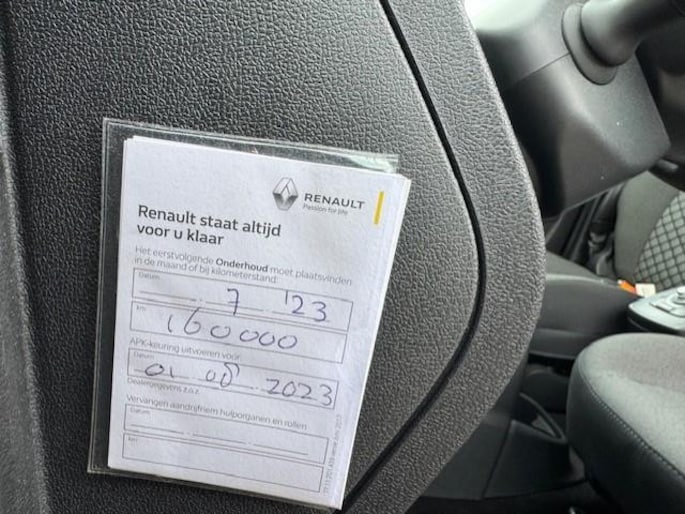 RENAULT
Passion for life
Renault staat altijd
voor u klaar
Het eerstvolgende Onderhoud moet plaatsvinden
in de maand of bij kilometerstand:
Datum
7 '23
km
160000
APK-keuring uitvoeren vóór:
Datum
01 08 2023
Dealergegevens z.o.z.
Vervangen aandrijfriem hulporganen en rollen
Datum
km